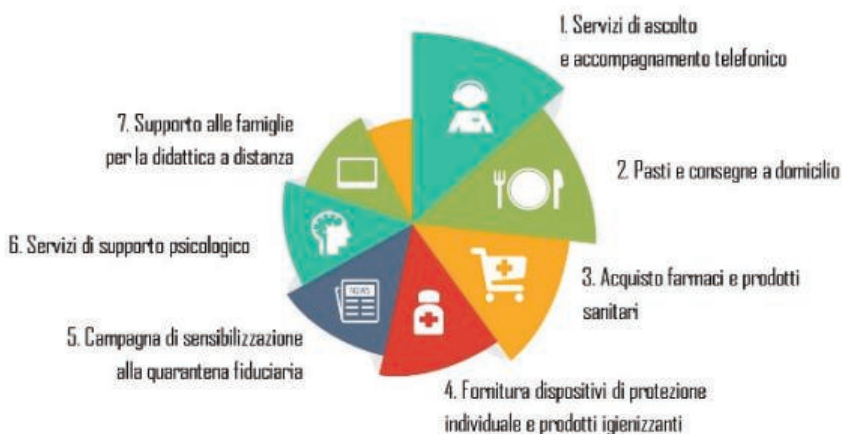 1. Servizi di ascolto
e accompagnamento telefonico
2. Pasti e consegne a domicilio
3. Acquisto farmaci e prodotti
sanitari
4. Fornitura dispositivi di protezione
individuale e prodotti igienizzanti
5. Campagna di sensibilizzazione
alla quarantena fiduciaria
NEWS
6. Servizi di supporto psicologico
7. Supporto alle famiglie
per la didattica a distanza